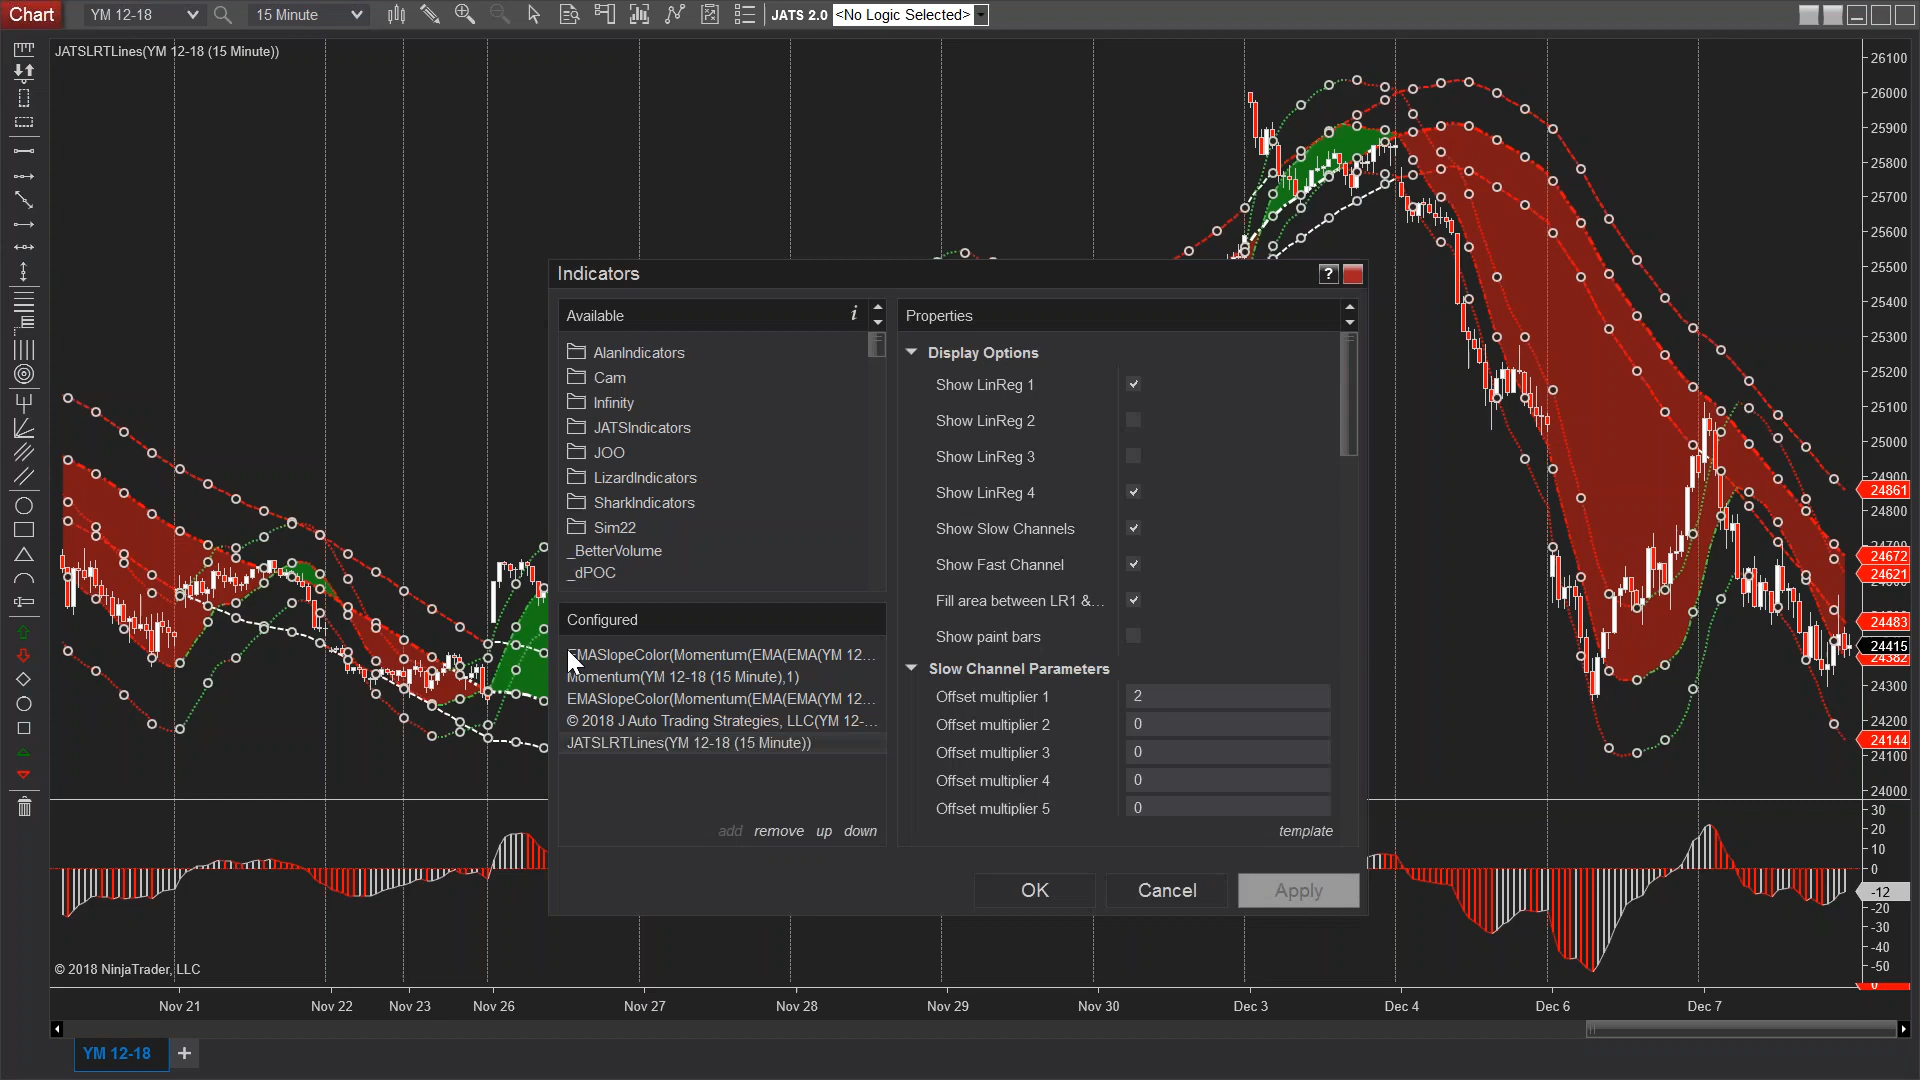 Chart
YM 12-18
15 Minute
JATS 2.0
<No Logic Selected>
JATSLRTLines(YM 12-18 (15 Minute))
Indicators
?
Available
i
AlanIndicators
Cam
Infinity
JATSIndicators
JOO
LizardIndicators
SharkIndicators
Sim22
_BetterVolume
_dPOC
Configured
EMASlopeColor(Momentum(EMA(EMA(YM 12...
Momentum(YM 12-18 (15 Minute),1)
EMASlopeColor(Momentum(EMA(EMA(YM 12...
© 2018 J Auto Trading Strategies, LLC(YM 12-...
JATSLRTLines(YM 12-18 (15 Minute))
add remove up down
Properties
Display Options
Show LinReg 1
Show LinReg 2
Show LinReg 3
Show LinReg 4
Show Slow Channels
Show Fast Channel
Fill area between LR1 &...
Show paint bars
Slow Channel Parameters
Offset multiplier 1 2
Offset multiplier 2 0
Offset multiplier 3 0
Offset multiplier 4 0
Offset multiplier 5 0
template
OK
Cancel
Apply
26100
26000
25900
25800
25700
25600
25500
25400
25300
25200
25100
25000
24900
24861
24800
24700
24672
24621
24483
24415
24382
24300
24200
24144
24100
24000
30
20
10
0
-12
-20
-30
-40
-50
0
© 2018 NinjaTrader, LLC
Nov 21
Nov 22
Nov 23
Nov 26
Nov 27
Nov 28
Nov 29
Nov 30
Dec 3
Dec 4
Dec 6
Dec 7
YM 12-18
+